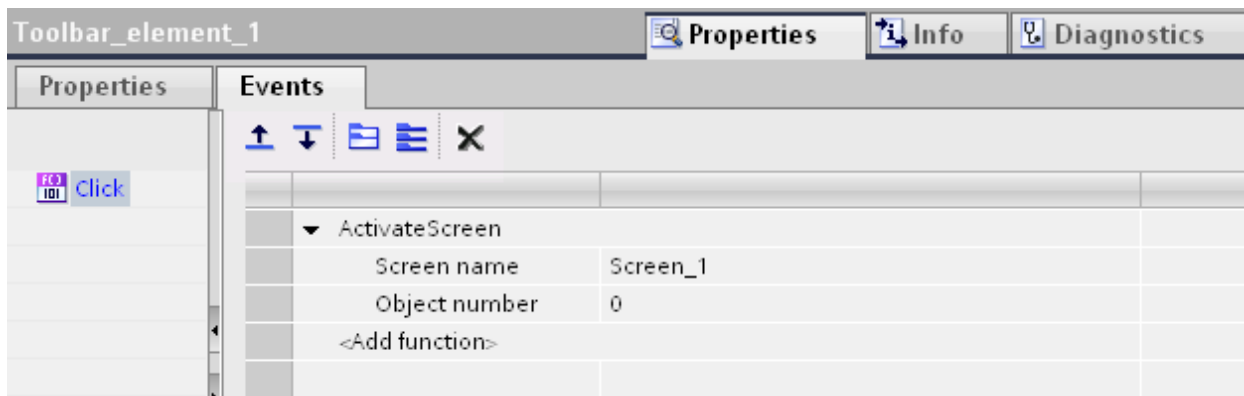 Toolbar_element_1 Properties Info Diagnostics
Properties Events
Click
ActivateScreen
Screen name Screen_1
Object number 0
<Add function>